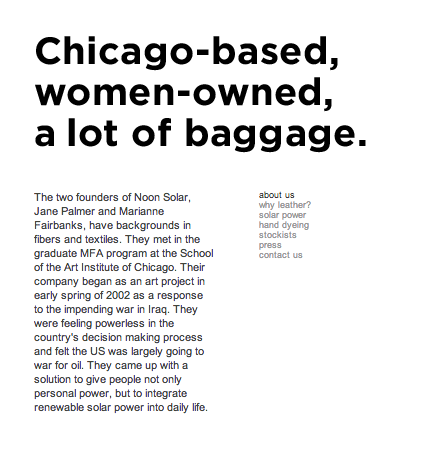 Chicago-based,
women-owned,
a lot of baggage.
The two founders of Noon Solar,
Jane Palmer and Marianne
Fairbanks, have backgrounds in
fibers and textiles. They met in the
graduate MFA program at the School
of the Art Institute of Chicago. Their
company began as an art project in
early spring of 2002 as a response
to the impending war in Iraq. They
were feeling powerless in the
country's decision making process
and felt the US was largely going to
war for oil. They came up with a
solution to give people not only
personal power, but to integrate
renewable solar power into daily life.
about us
why leather?
solar power
hand dyeing
stockists
press
contact us